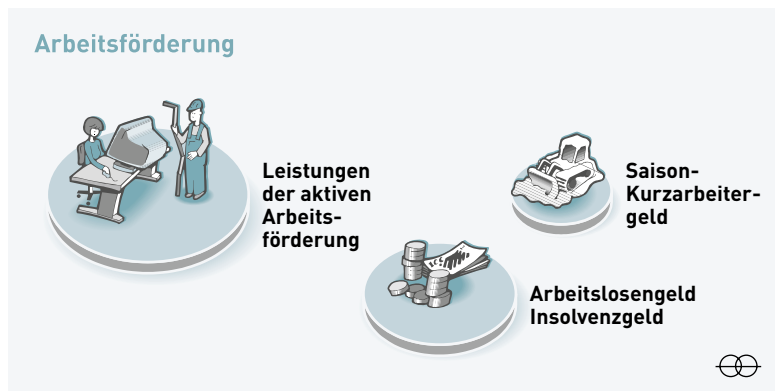 Arbeitsförderung
Leistungen
der aktiven
Arbeits-
förderung
Saison-
Kurzarbeiter-
geld
Arbeitslosengeld
Insolvenzgeld